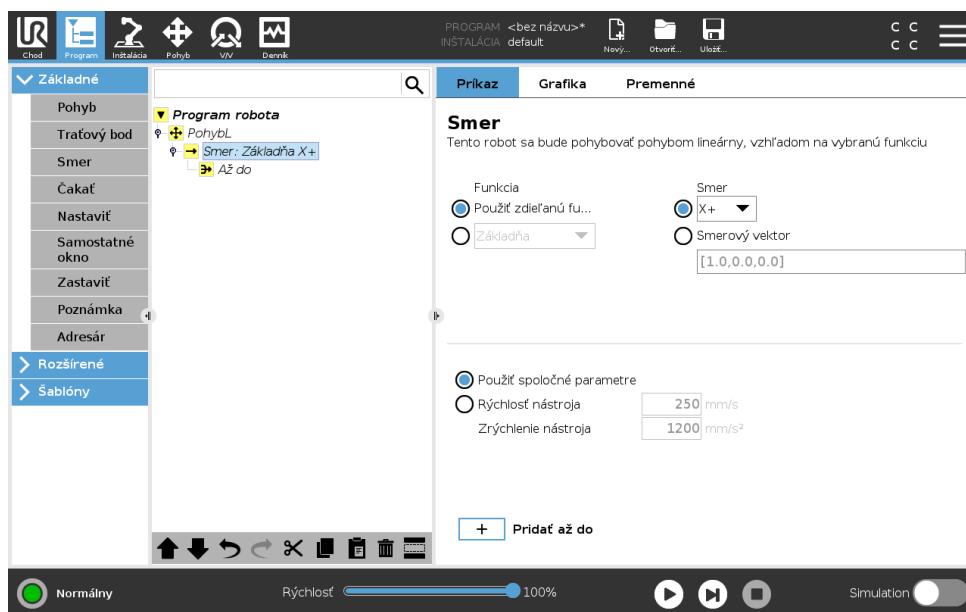 PROGRAM <bez názvu>*
INŠTALÁCIA default
Chod Program Inštalácia Pohyb V/V Denník
Nový... Otvoriť... Uložiť...
C C
C C
Základné
Pohyb
Traťový bod
Smer
Čakať
Nastaviť
Samostatné
okno
Zastaviť
Poznámka
Adresár
Rozšírené
Šablóny
Program robota
PohybL
Smer: Základňa X+
Až do
Príkaz Grafika Premenné
Smer
Tento robot sa bude pohybovať pohybom lineárny, vzhľadom na vybranú funkciu
Funkcia
Použiť zdieľanú fu...
Základňa
Smer
X+
Smerový vektor
[1.0,0.0,0.0]
Použiť spoločné parametre
Rýchlosť nástroja 250 mm/s
Zrýchlenie nástroja 1200 mm/s²
+ Pridať až do
Normálny
Rýchlosť 100%
Simulation